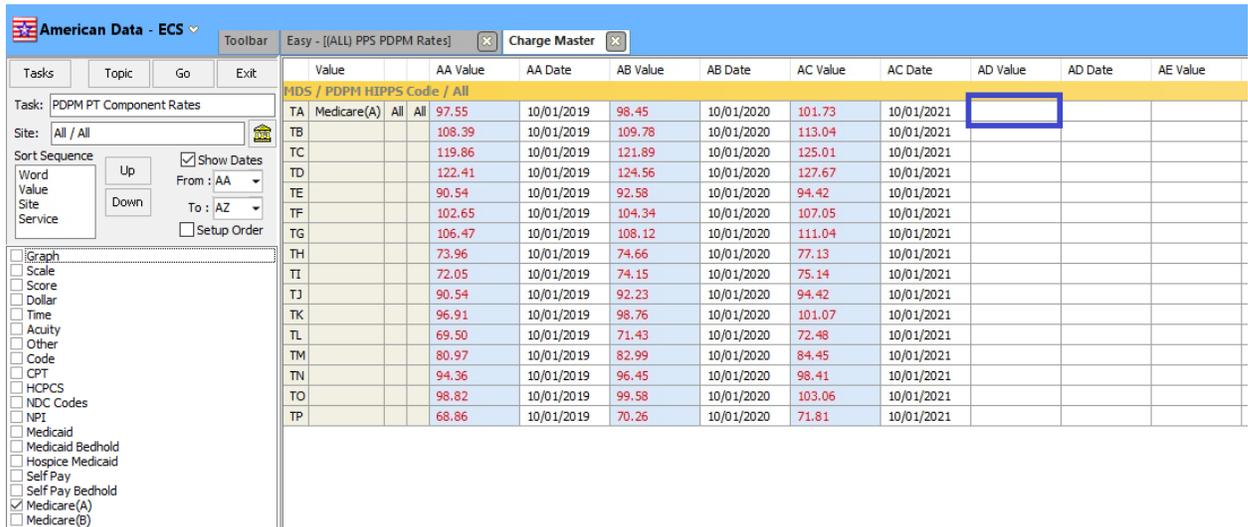 American Data - ECS
Toolbar Easy - [(ALL) PPS PDPM Rates] Charge Master
Tasks Topic Go Exit
Task: PDPM PT Component Rates
Site: All / All
Sort Sequence
Word
Value
Site
Service
Up
Down
Show Dates
From : AA
To : AZ
Setup Order
Graph
Scale
Score
Dollar
Time
Acuity
Other
Code
CPT
HCPCS
NDC Codes
NPI
Medicaid
Medicaid Bedhold
Hospice Medicaid
Self Pay
Self Pay Bedhold
Medicare(A)
Medicare(B)
Value AA Value AA Date AB Value AB Date AC Value AC Date AD Value AD Date AE Value
MDS / PDPM HIPPS Code / All
TA Medicare(A) All All 97.55 10/01/2019 98.45 10/01/2020 101.73 10/01/2021
TB 108.39 10/01/2019 109.78 10/01/2020 113.04 10/01/2021
TC 119.86 10/01/2019 121.89 10/01/2020 125.01 10/01/2021
TD 122.41 10/01/2019 124.56 10/01/2020 127.67 10/01/2021
TE 90.54 10/01/2019 92.58 10/01/2020 94.42 10/01/2021
TF 102.65 10/01/2019 104.34 10/01/2020 107.05 10/01/2021
TG 106.47 10/01/2019 108.12 10/01/2020 111.04 10/01/2021
TH 73.96 10/01/2019 74.66 10/01/2020 77.13 10/01/2021
TI 72.05 10/01/2019 74.15 10/01/2020 75.14 10/01/2021
TJ 90.54 10/01/2019 92.23 10/01/2020 94.42 10/01/2021
TK 96.91 10/01/2019 98.76 10/01/2020 101.07 10/01/2021
TL 69.50 10/01/2019 71.43 10/01/2020 72.48 10/01/2021
TM 80.97 10/01/2019 82.99 10/01/2020 84.45 10/01/2021
TN 94.36 10/01/2019 96.45 10/01/2020 98.41 10/01/2021
TO 98.82 10/01/2019 99.58 10/01/2020 103.06 10/01/2021
TP 68.86 10/01/2019 70.26 10/01/2020 71.81 10/01/2021